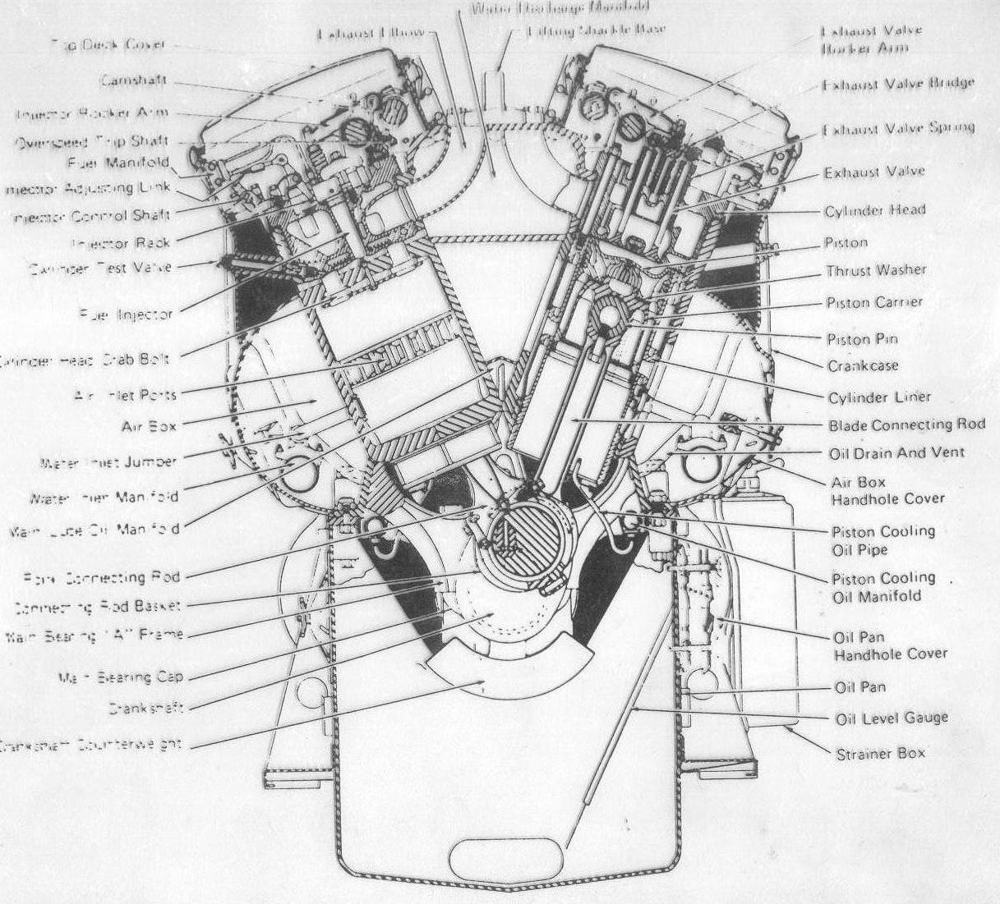 Water Discharge Manifold
Exhaust Elbow
Lifting Shackle Base
Top Deck Cover
Camshaft
Injector Rocker Arm
Overspeed Trip Shaft
Fuel Manifold
Injector Adjusting Link
Injector Control Shaft
Injector Rack
Cylinder Test Valve
Fuel Injector
Cylinder Head Crab Bolt
Air Inlet Ports
Air Box
Water Inlet Jumper
Water Inlet Manifold
Main Lube Oil Manifold
Fork Connecting Rod
Connecting Rod Basket
Main Bearing "A" Frame
Main Bearing Cap
Crankshaft
Crankshaft Counterweight
Exhaust Valve
Rocker Arm
Exhaust Valve Bridge
Exhaust Valve Spring
Exhaust Valve
Cylinder Head
Piston
Thrust Washer
Piston Carrier
Piston Pin
Crankcase
Cylinder Liner
Blade Connecting Rod
Oil Drain And Vent
Air Box
Handhole Cover
Piston Cooling
Oil Pipe
Piston Cooling
Oil Manifold
Oil Pan
Handhole Cover
Oil Pan
Oil Level Gauge
Strainer Box